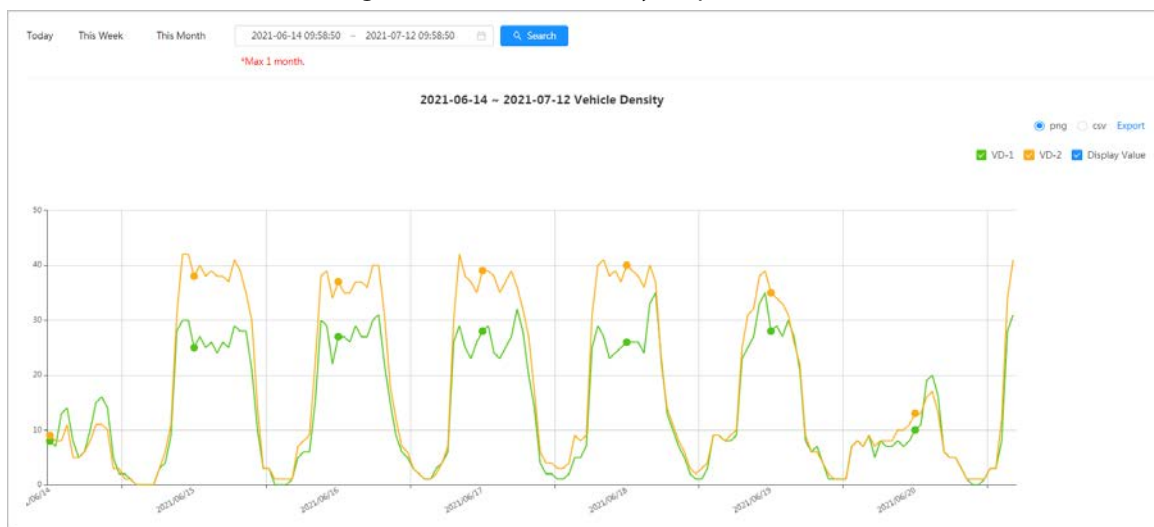 Today This Week This Month 2021-06-14 09:58:50 ~ 2021-07-12 09:58:50 Search
*Max 1 month.
2021-06-14 ~ 2021-07-12 Vehicle Density
png csv Export
VD-1 VD-2 Display Value
50
40
30
20
10
0
/06/14 2021/06/15 2021/06/16 2021/06/17 2021/06/18 2021/06/19 2021/06/20